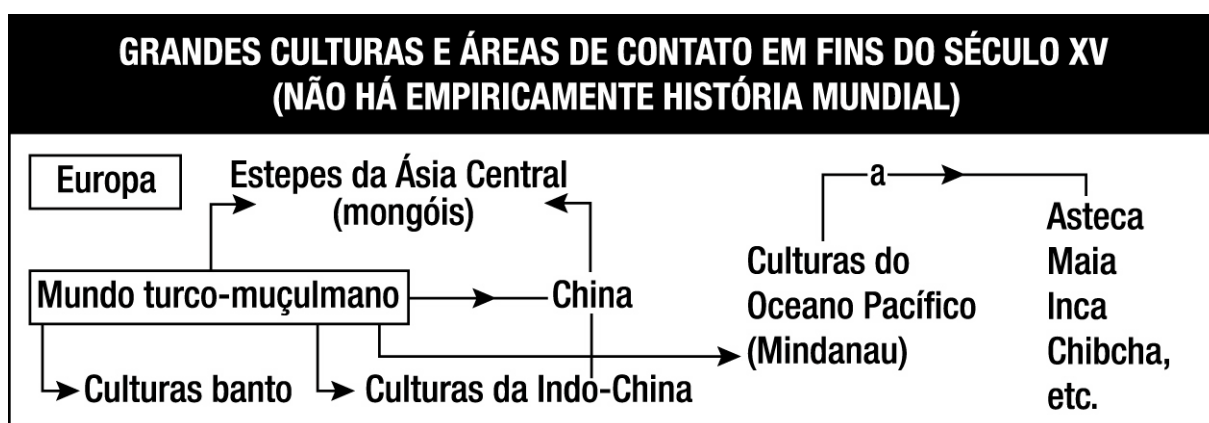 GRANDES CULTURAS E ÁREAS DE CONTATO EM FINS DO SÉCULO XV
(NÃO HÁ EMPIRICAMENTE HISTÓRIA MUNDIAL)
Europa
Estepes da Ásia Central
(mongóis)
a
Mundo turco-muçulmano
China
Culturas banto
Culturas da Indo-China
Culturas do
Oceano Pacífico
(Mindanau)
Asteca
Maia
Inca
Chibcha,
etc.